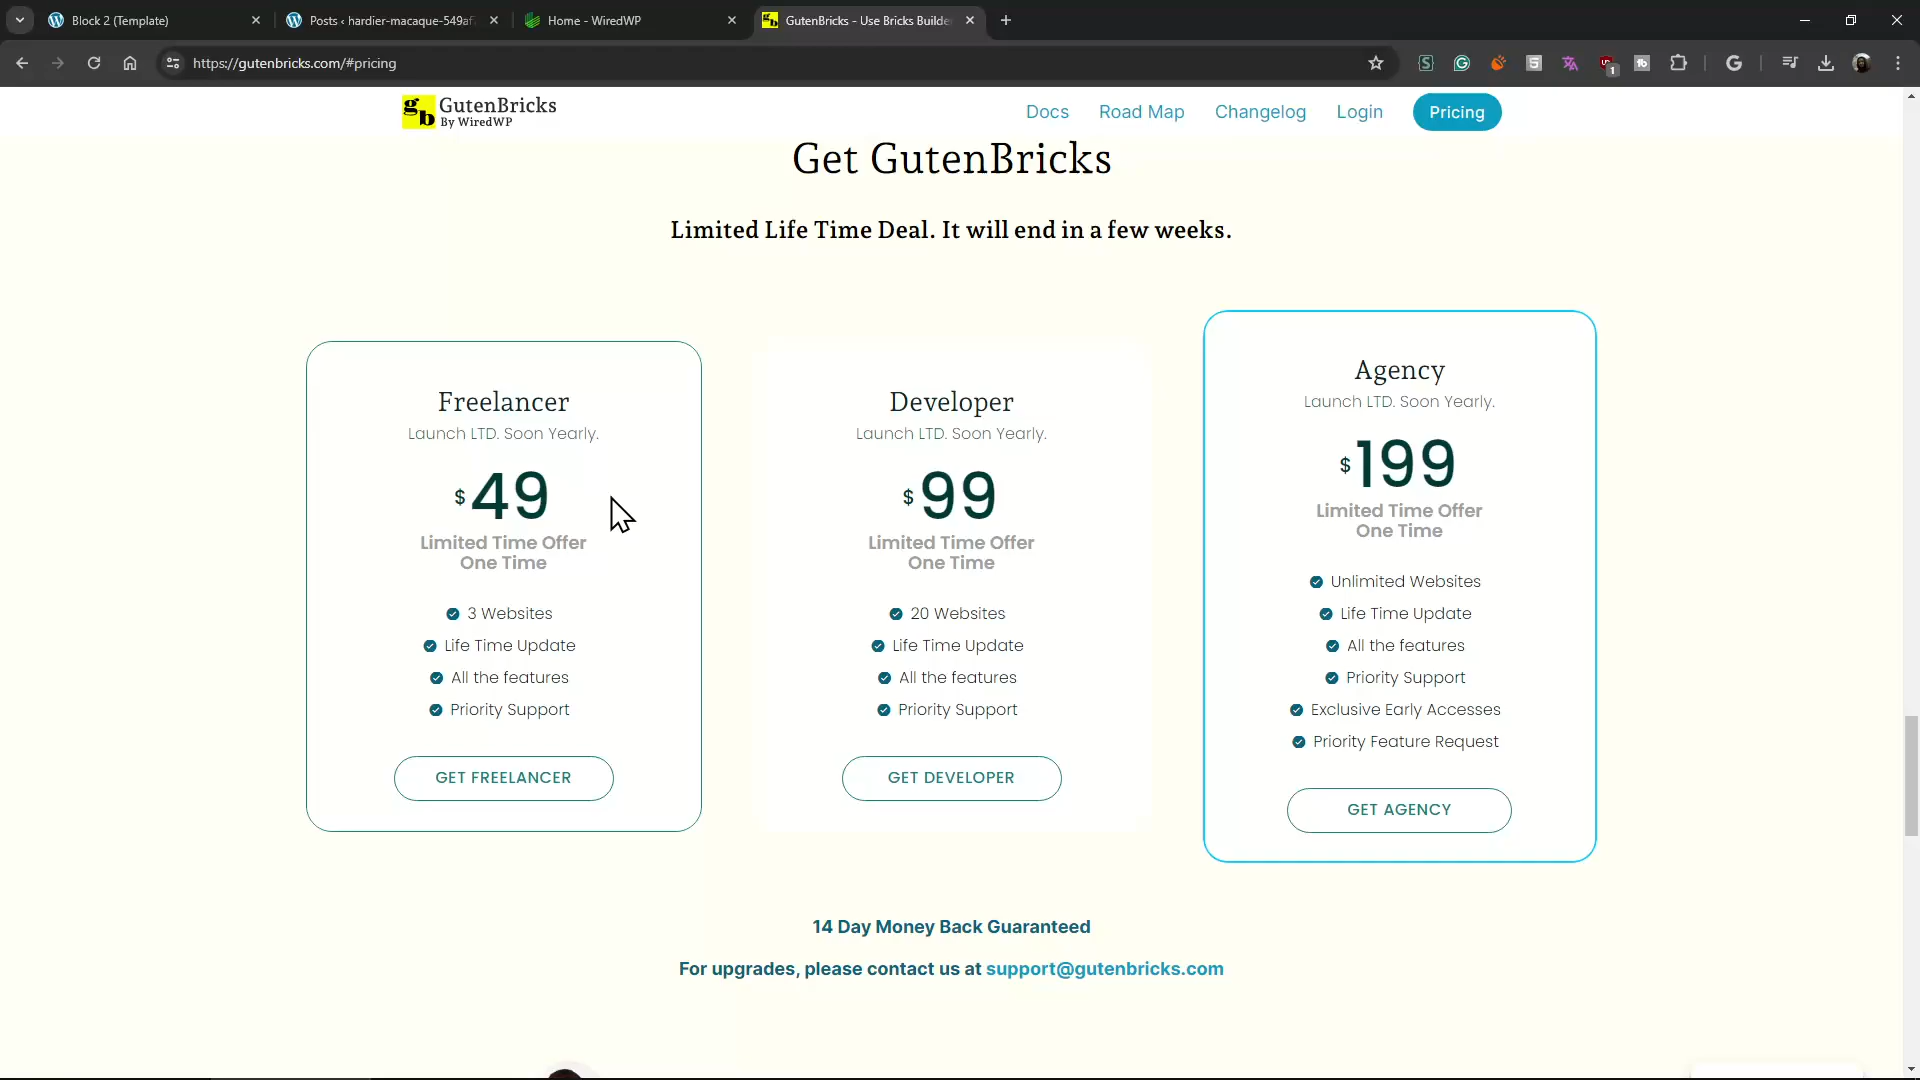 Block 2 (Template)
Posts ‹ hardier-macaque-549af
Home - WiredWP
GutenBricks - Use Bricks Builde
https://gutenbricks.com/#pricing
1
gb
GutenBricks
By WiredWP
Docs
Road Map
Changelog
Login
Pricing
Get GutenBricks
Limited Life Time Deal. It will end in a few weeks.
Freelancer
Launch LTD. Soon Yearly.
$49
Limited Time Offer
One Time
3 Websites
Life Time Update
All the features
Priority Support
GET FREELANCER
Developer
Launch LTD. Soon Yearly.
$99
Limited Time Offer
One Time
20 Websites
Life Time Update
All the features
Priority Support
GET DEVELOPER
Agency
Launch LTD. Soon Yearly.
$199
Limited Time Offer
One Time
Unlimited Websites
Life Time Update
All the features
Priority Support
Exclusive Early Accesses
Priority Feature Request
GET AGENCY
14 Day Money Back Guaranteed
For upgrades, please contact us at support@gutenbricks.com